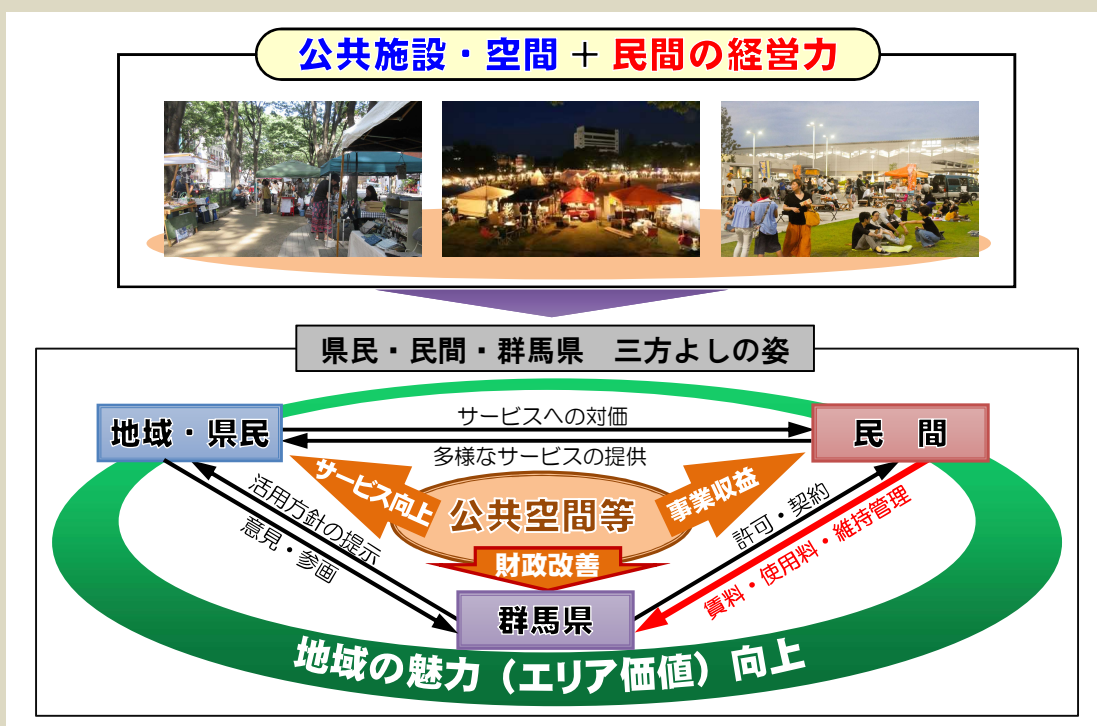 公共施設・空間 + 民間の経営力
県民・民間・群馬県　三方よしの姿
地域・県民
サービスへの対価
民　間
多様なサービスの提供
サービス向上
公共空間等
事業収益
活用方針の提示
意見・参画
許可・契約
賃料・使用料・維持管理
財政改善
群馬県
地域の魅力（エリア価値）向上